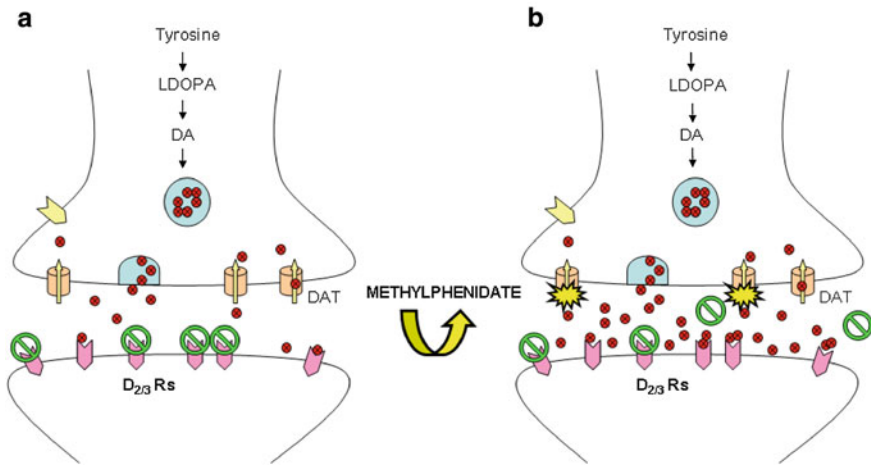 a
Tyrosine
LDOPA
DA
DAT
D2/3 Rs
METHYLPHENIDATE
b
Tyrosine
LDOPA
DA
DAT
D2/3 Rs